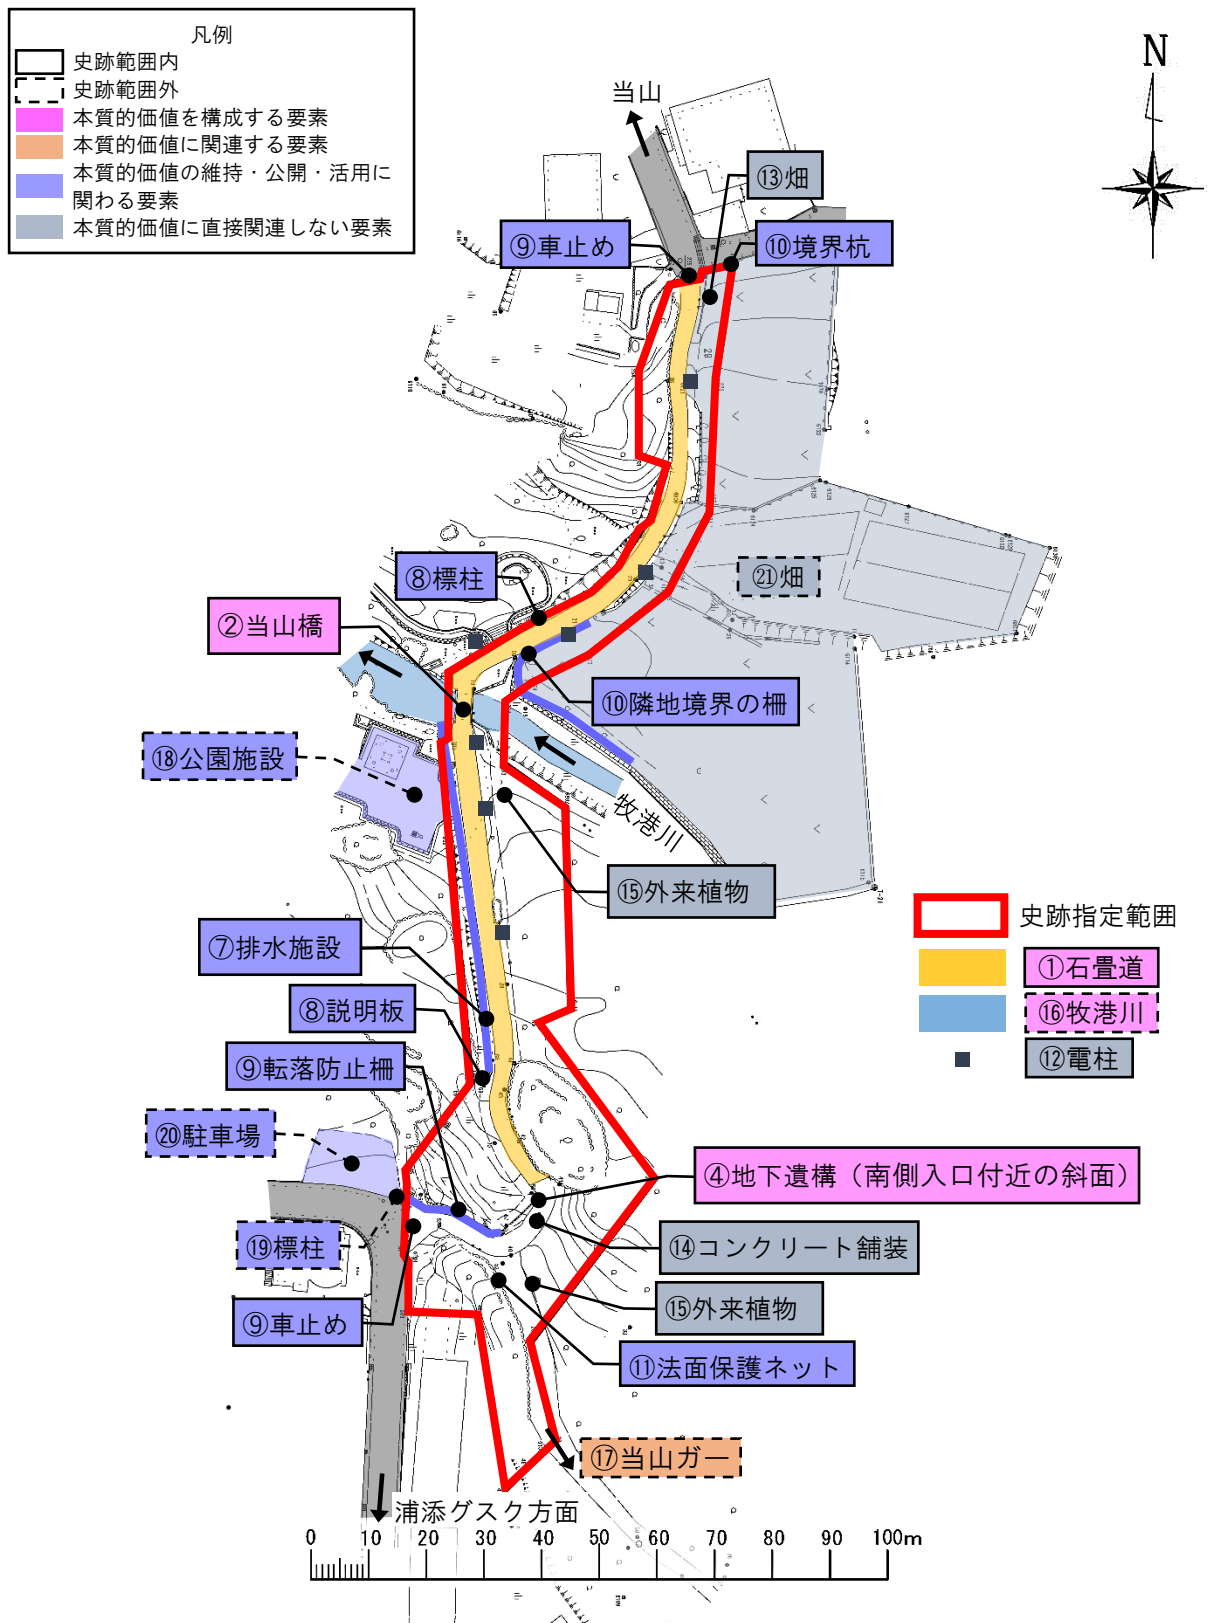 凡例
史跡範囲内
史跡範囲外
本質的価値を構成する要素
本質的価値に関連する要素
本質的価値の維持・公開・活用に
関わる要素
本質的価値に直接関連しない要素
N
当山
⑬畑
⑨車止め
⑩境界杭
㉑畑
⑧標柱
②当山橋
⑩隣地境界の柵
⑱公園施設
牧港川
⑮外来植物
史跡指定範囲
①石畳道
⑯牧港川
⑫電柱
⑦排水施設
⑧説明板
⑨転落防止柵
⑳駐車場
④地下遺構（南側入口付近の斜面）
⑲標柱
⑭コンクリート舗装
⑮外来植物
⑨車止め
⑪法面保護ネット
⑰当山ガー
浦添グスク方面
0 10 20 30 40 50 60 70 80 90 100m